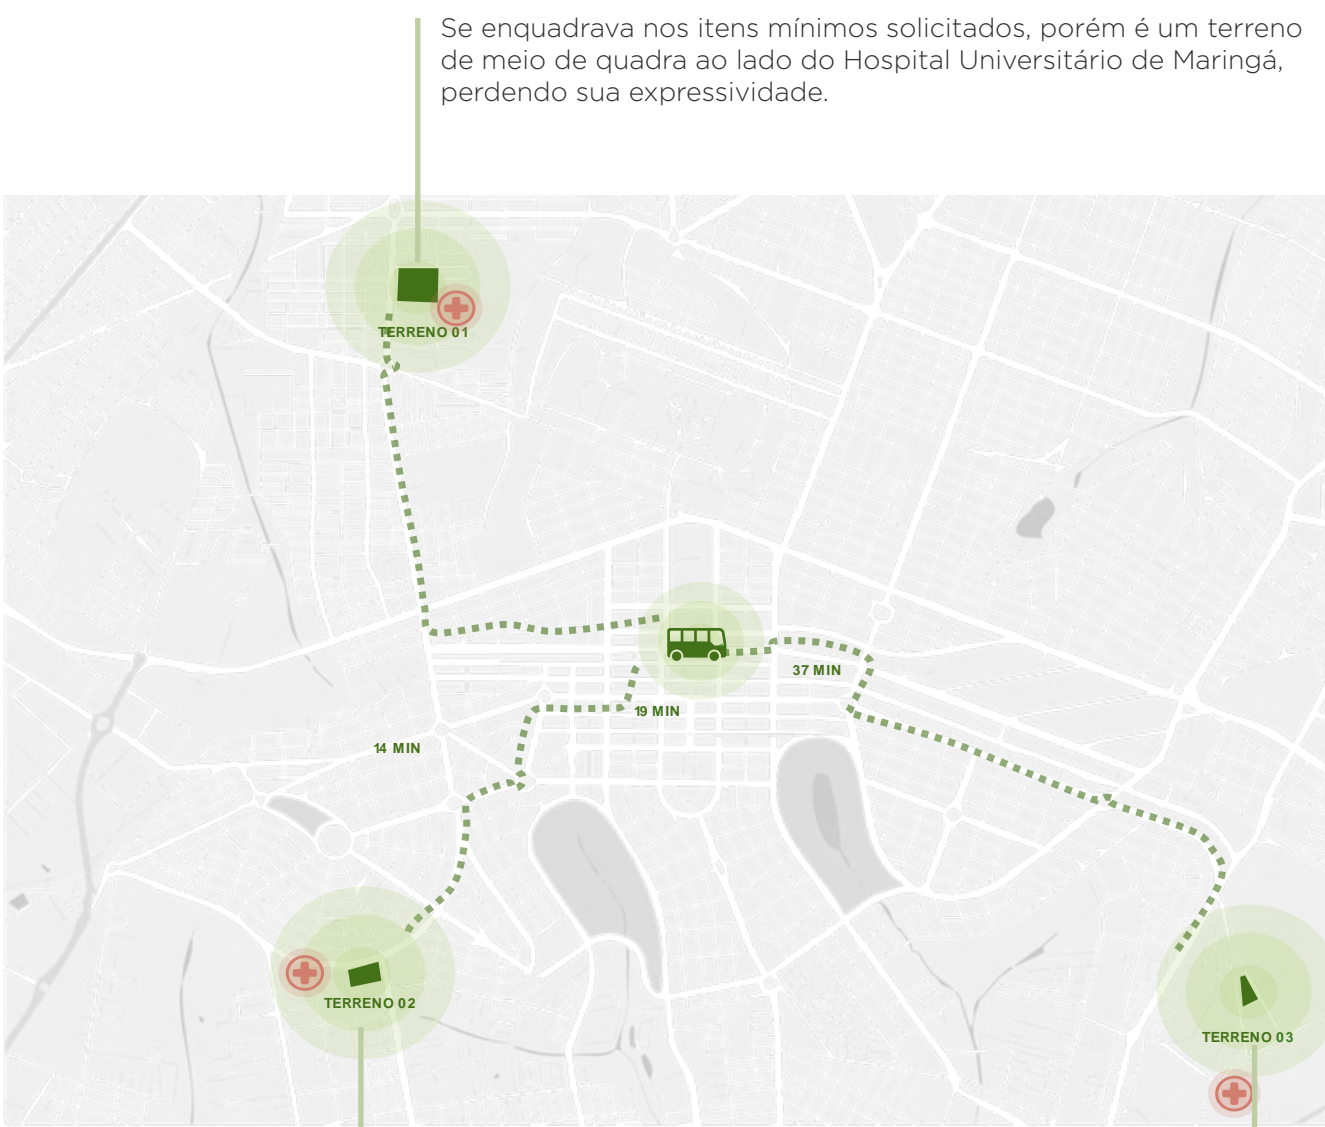 Se enquadrava nos itens mínimos solicitados, porém é um terreno
de meio de quadra ao lado do Hospital Universitário de Maringá,
perdendo sua expressividade.
TERRENO 01
37 MIN
19 MIN
14 MIN
TERRENO 02
TERRENO 03